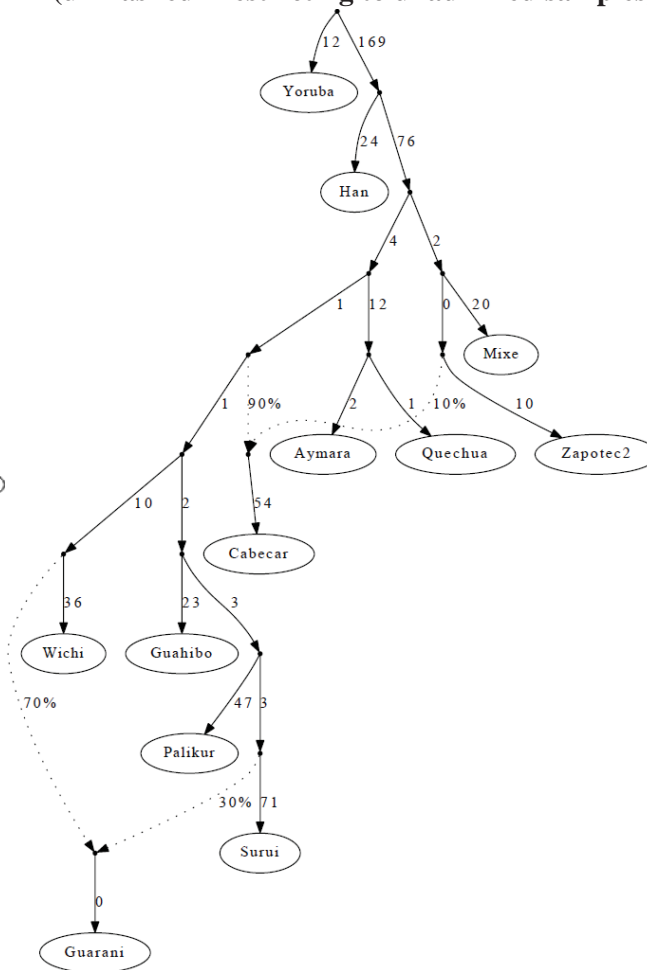 12 169
Yoruba
24 76
Han
4 2
1 12 0 20
Mixe
1 90% 2 1 10% 10
Aymara Quechua Zapotec2
10 2 54
Cabecar
36 23 3
Wichi Guahibo
70% 47 3
Palikur
30% 71
Surui
0
Guarani